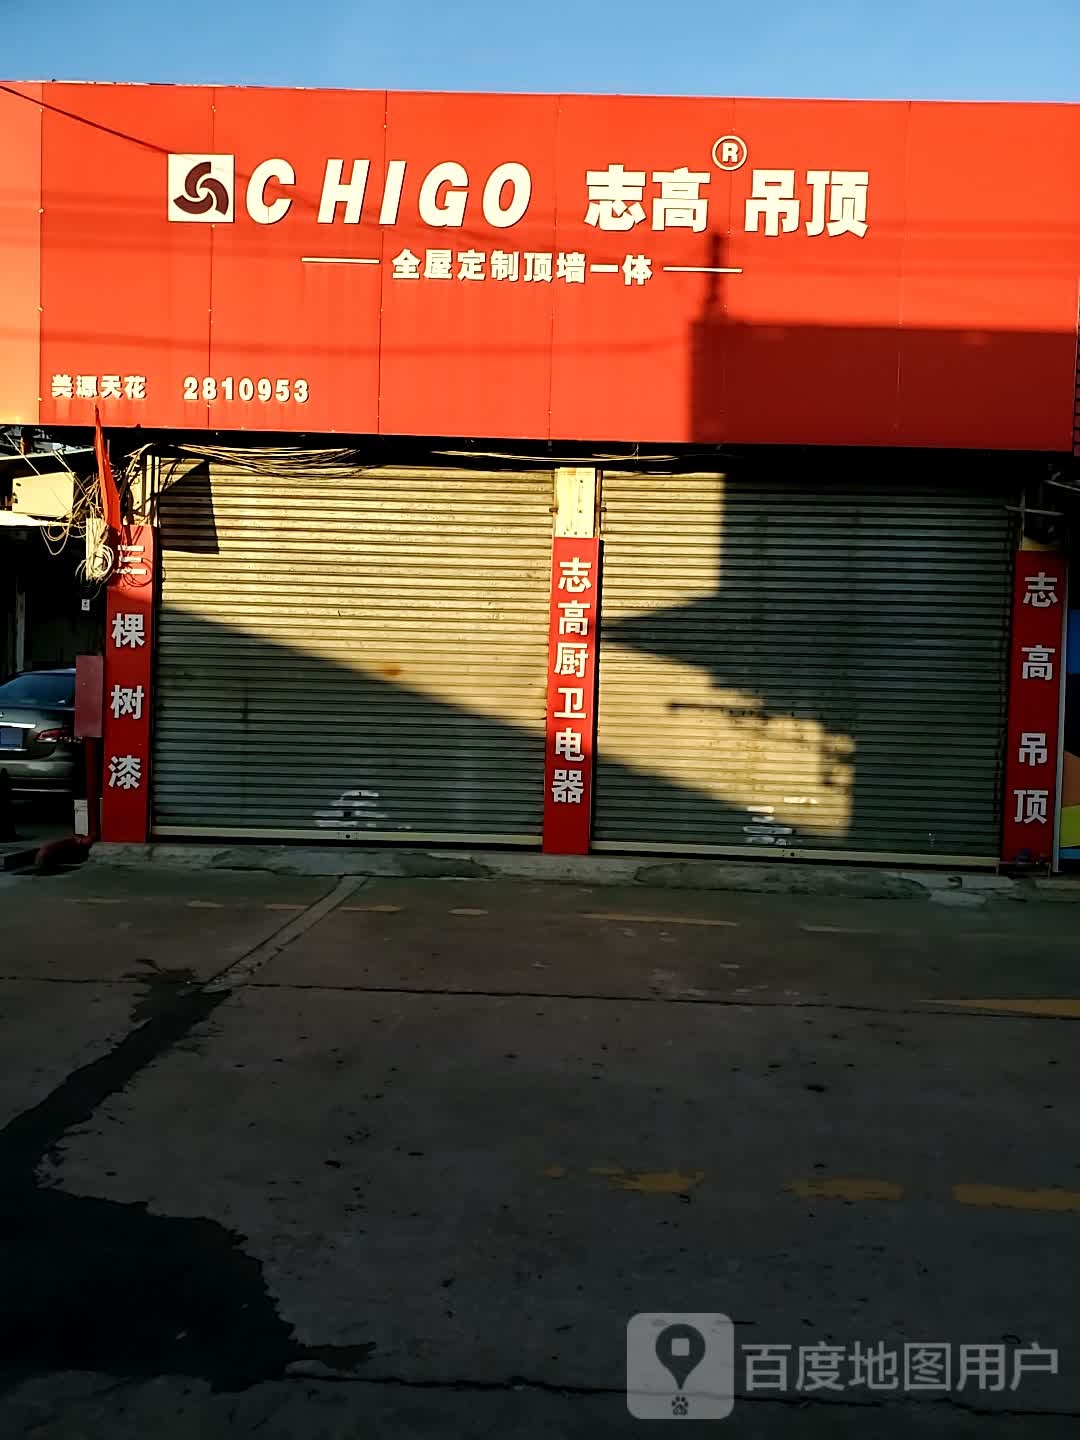 CHIGO 志高® 吊顶
全屋定制顶墙一体
美源天花 2810953
三棵树漆
志高厨卫电器
志高吊顶
百度地图用户